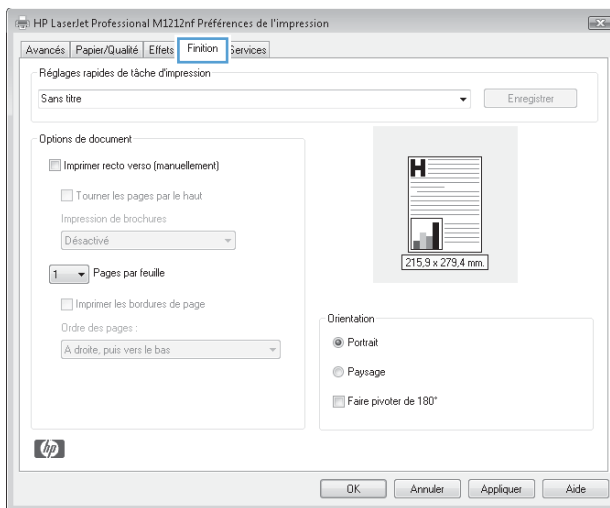 HP LaserJet Professional M1212nf Préférences de l'impression
Avancés Papier/Qualité Effets Finition Services
Réglages rapides de tâche d'impression
Sans titre Enregistrer
Options de document
Imprimer recto verso (manuellement)
Tourner les pages par le haut
Impression de brochures
Désactivé
1 Pages par feuille
Imprimer les bordures de page
Ordre des pages :
A droite, puis vers le bas
H
215,9 x 279,4 mm.
Orientation
Portrait
Paysage
Faire pivoter de 180°
hp
OK Annuler Appliquer Aide